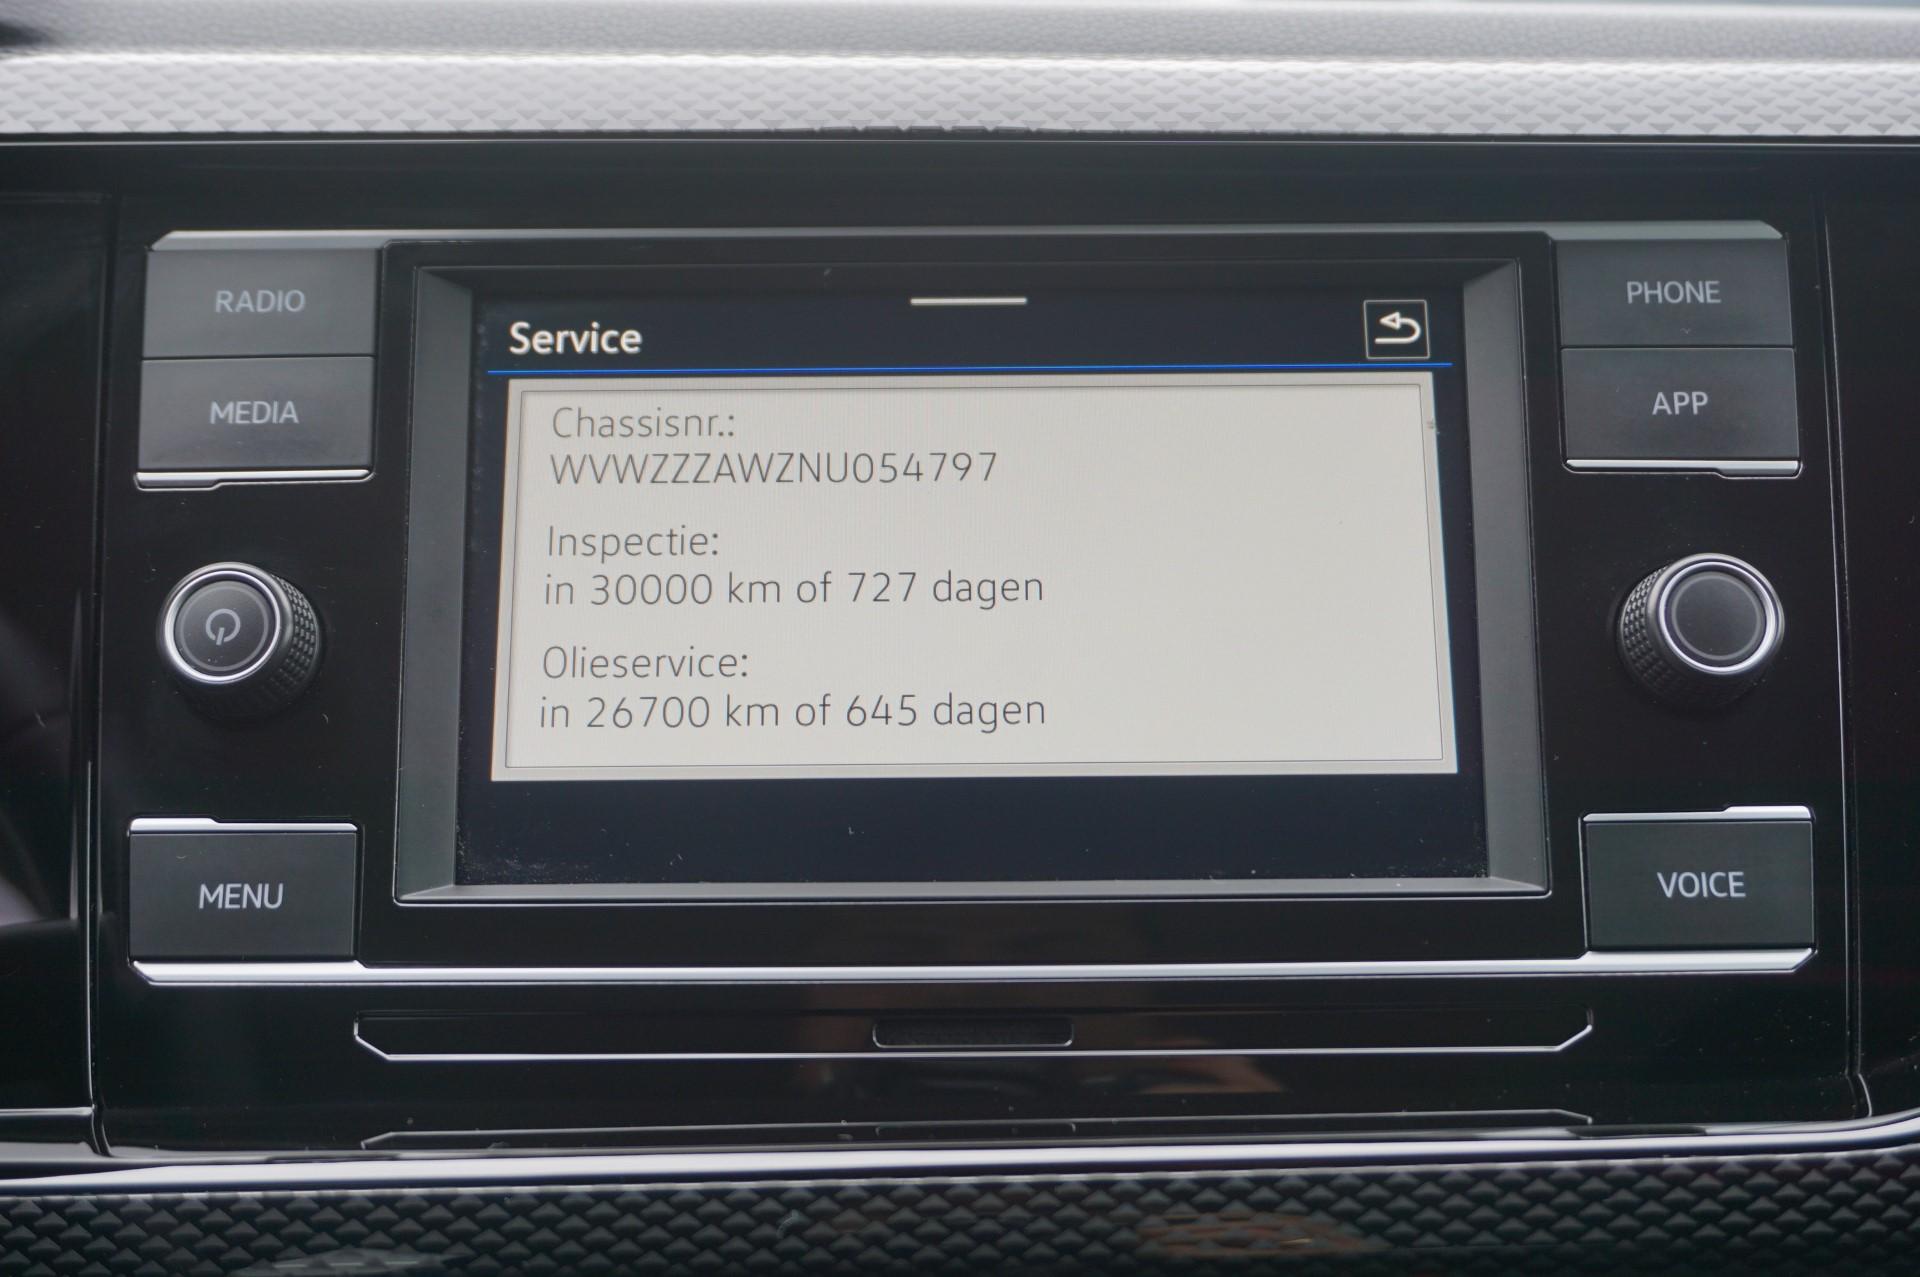 RADIO
MEDIA
MENU
Service
Chassisnr.:
WVWZZZAWZNU054797
Inspectie:
in 30000 km of 727 dagen
Olieservice:
in 26700 km of 645 dagen
PHONE
APP
VOICE